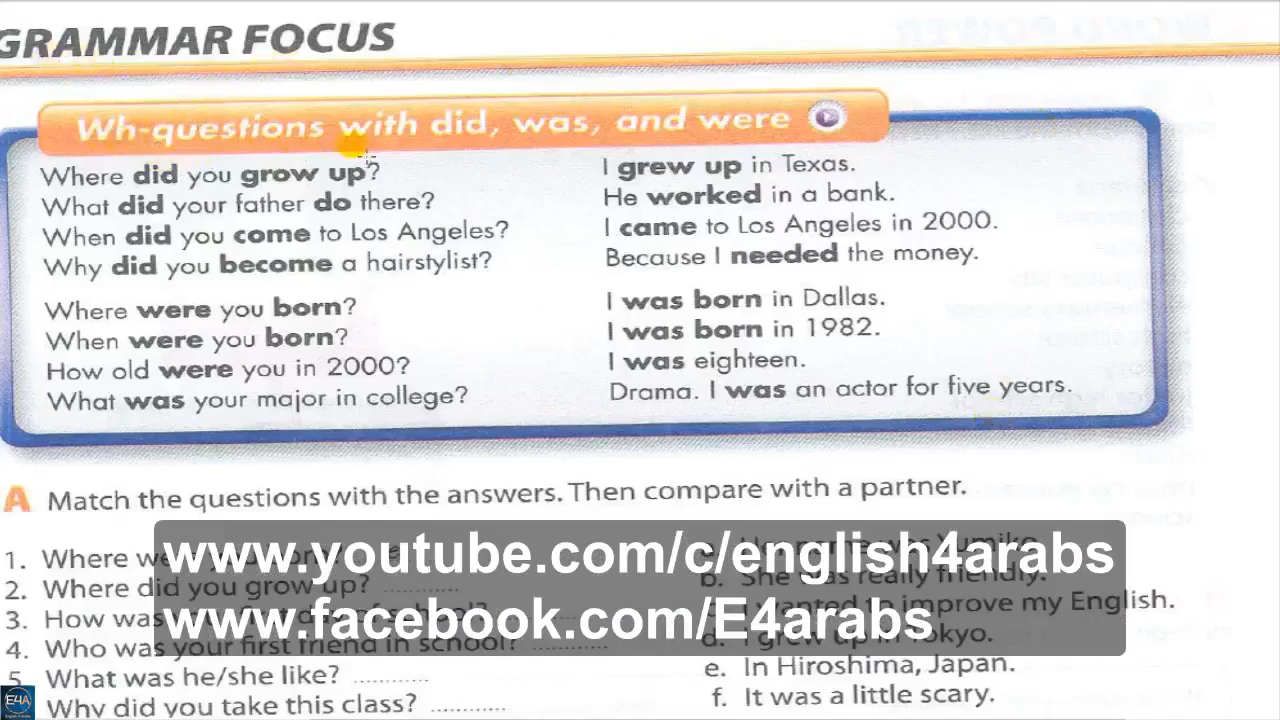 GRAMMAR FOCUS
Wh-questions with did, was, and were
Where did you grow up? I grew up in Texas.
What did your father do there? He worked in a bank.
When did you come to Los Angeles? I came to Los Angeles in 2000.
Why did you become a hairstylist? Because I needed the money.
Where were you born? I was born in Dallas.
When were you born? I was born in 1982.
How old were you in 2000? I was eighteen.
What was your major in college? Drama. I was an actor for five years.
A Match the questions with the answers. Then compare with a partner.
1. Where
www.youtube.com/c/english4arabs
2. Where did you grow up? ............ b. She was really friendly.
3. How was to improve my English.
www.facebook.com/E4arabs
4. Who was your first friend in school? ............ d. I grew up in Tokyo.
5. What was he/she like? ............ e. In Hiroshima, Japan.
Why did you take this class? ............ f. It was a little scary.
E4A